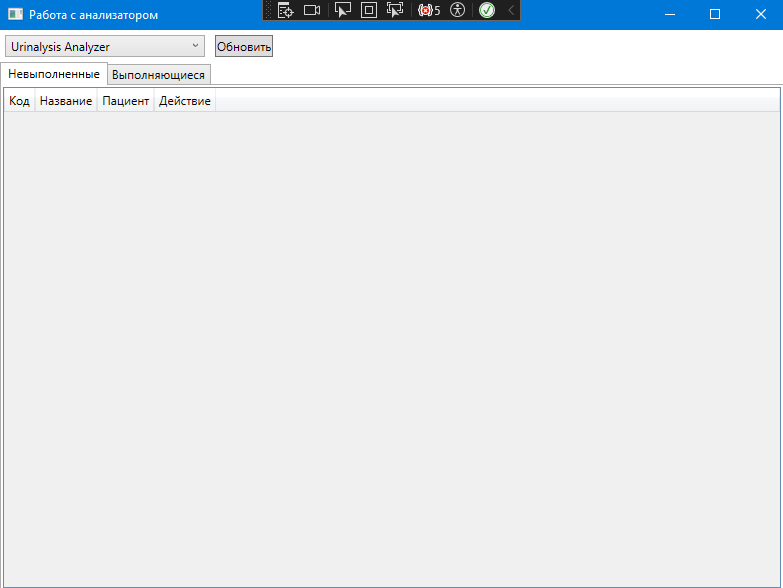 Работа с анализатором
5
Urinalysis Analyzer
Обновить
Невыполненные
Выполняющиеся
Код Название Пациент Действие